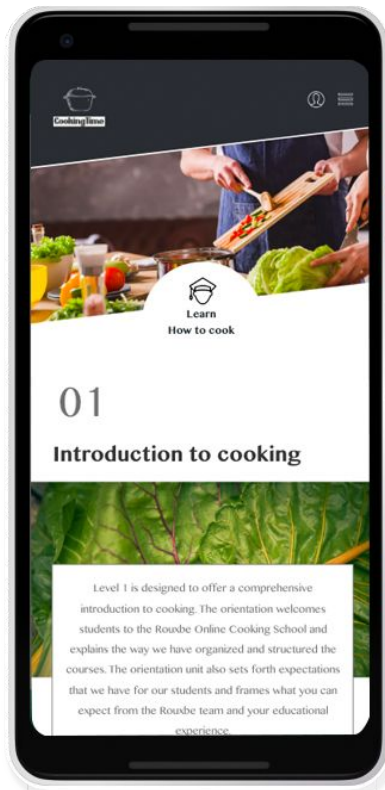 CookingTime
Learn
How to cook
01
Introduction to cooking
Level 1 is designed to offer a comprehensive
introduction to cooking. The orientation welcomes
students to the Rouxbe Online Cooking School and
explains the way we have organized and structured the
courses. The orientation unit also sets forth expectations
that we have for our students and frames what you can
expect from the Rouxbe team and your educational
experience.